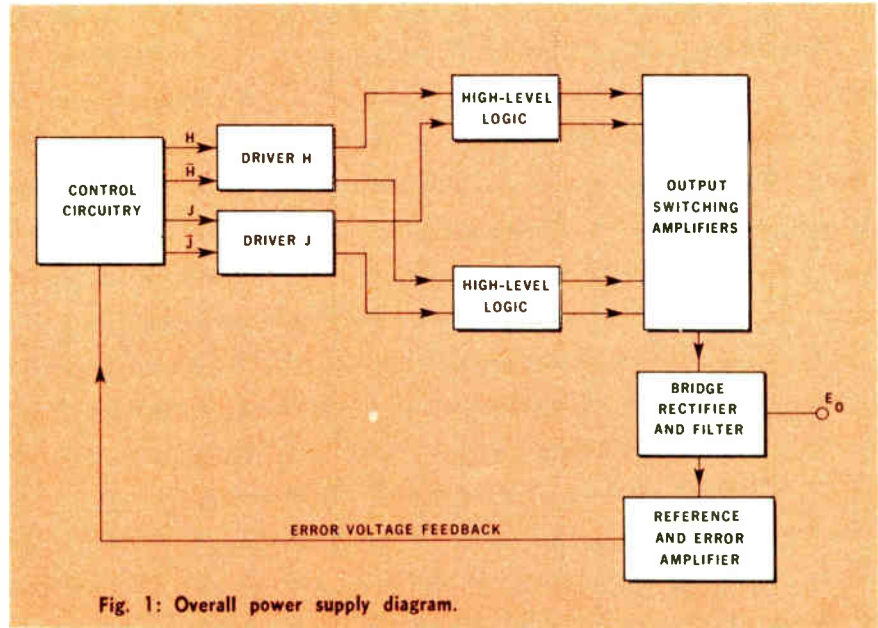 CONTROL
CIRCUITRY
H
H̄
J
J̄
DRIVER H
DRIVER J
HIGH-LEVEL
LOGIC
HIGH-LEVEL
LOGIC
OUTPUT
SWITCHING
AMPLIFIERS
BRIDGE
RECTIFIER
AND FILTER
E₀
REFERENCE
AND ERROR
AMPLIFIER
ERROR VOLTAGE FEEDBACK
Fig. 1: Overall power supply diagram.